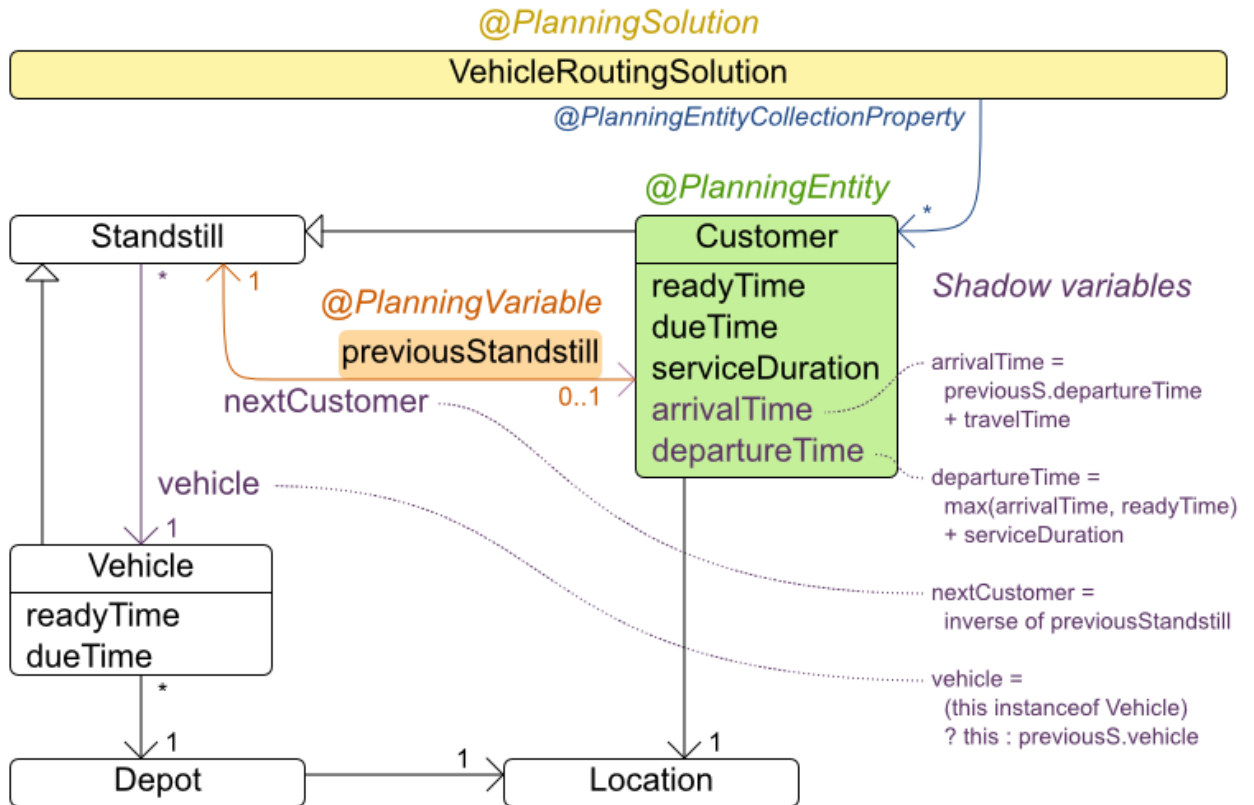 @PlanningSolution
VehicleRoutingSolution
@PlanningEntityCollectionProperty
@PlanningEntity
*
Standstill
Customer
*
1
readyTime
dueTime
serviceDuration
arrivalTime
departureTime
Shadow variables
@PlanningVariable
previousStandstill
0..1
nextCustomer
arrivalTime =
previousS.departureTime
+ travelTime
vehicle
1
departureTime =
max(arrivalTime, readyTime)
+ serviceDuration
Vehicle
readyTime
dueTime
nextCustomer =
inverse of previousStandstill
*
1
vehicle =
(this instanceof Vehicle)
? this : previousS.vehicle
1
1
Depot
Location